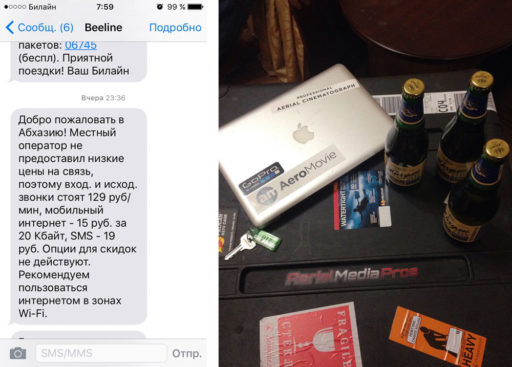 Билайн
7:59
99 %
Сообщ. (6)
Beeline
Подробно
пакетов: 06745
(беспл). Приятной
поездки! Ваш Билайн
Вчера 23:36
Добро пожаловать в
Абхазию! Местный
оператор не
предоставил низкие
цены на связь,
поэтому вход. и исход.
звонки стоят 129 руб/
мин, мобильный
интернет - 15 руб. за
20 Кбайт, SMS - 19
руб. Опции для скидок
не действуют.
Рекомендуем
пользоваться
интернетом в зонах
Wi-Fi.
SMS/MMS
Отпр.
PROFESSIONAL
AERIAL CINEMATOGRAPH
GoPro
AeroMovie
WATERTIGHT
AerialMediaPros
FRAGILE
СТЕКЛ
HEAVY